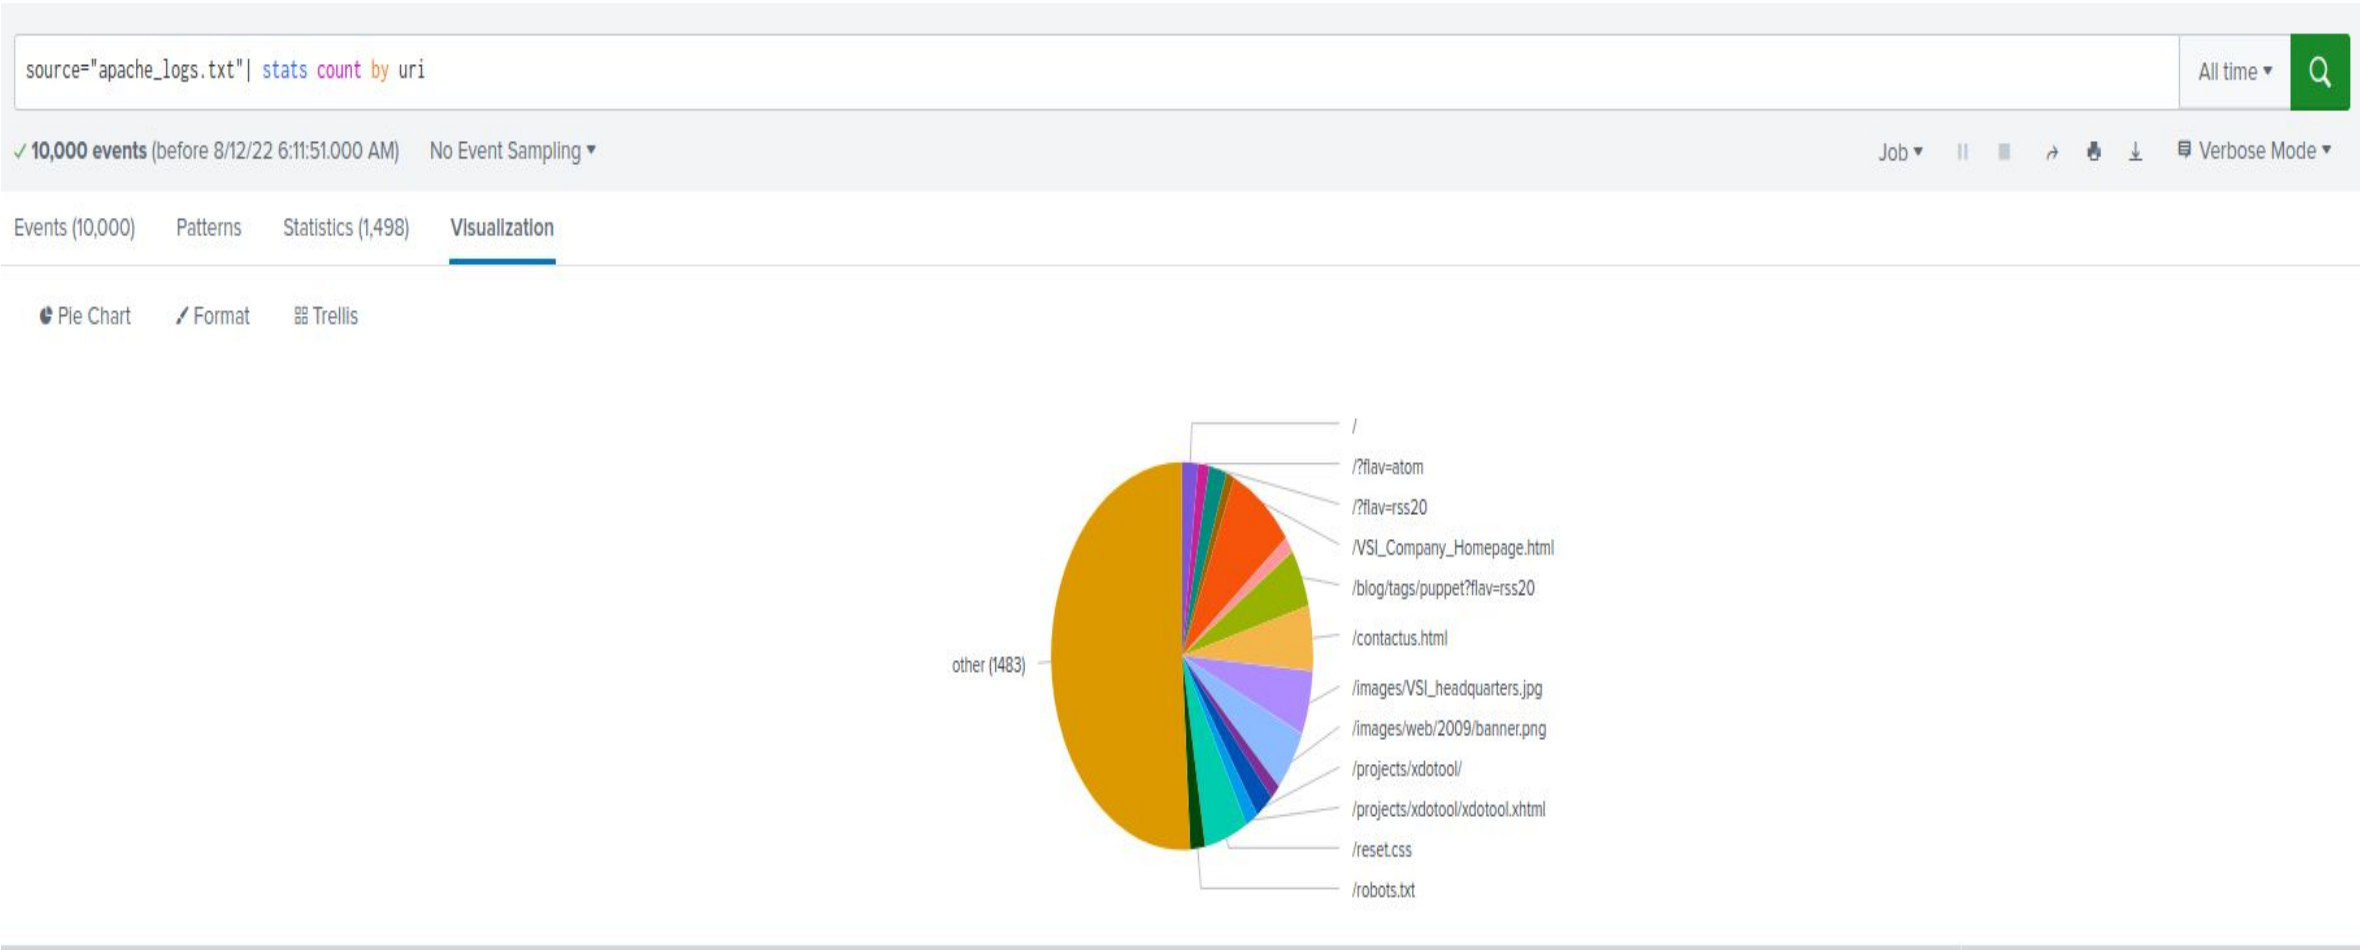 source="apache_logs.txt"| stats count by uri
All time
10,000 events (before 8/12/22 6:11:51.000 AM) No Event Sampling
Job Verbose Mode
Events (10,000) Patterns Statistics (1,498) Visualization
Pie Chart Format Trellis
/
/?flav=atom
/?flav=rss20
/VSI_Company_Homepage.html
/blog/tags/puppet?flav=rss20
/contactus.html
other (1483)
/images/VSI_headquarters.jpg
/images/web/2009/banner.png
/projects/xdotool/
/projects/xdotool/xdotool.xhtml
/reset.css
/robots.txt